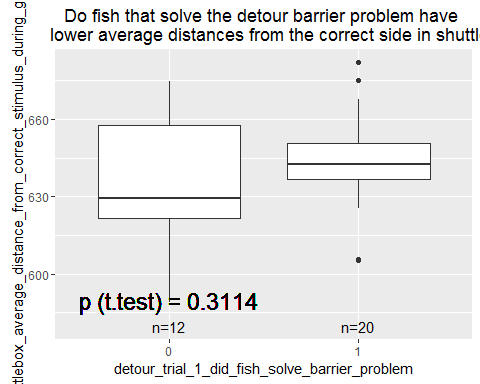 Do fish that solve the detour barrier problem have
lower average distances from the correct side in shuttl
tlebox_average_distance_from_correct_stimulus_during_g
660
630
600
p (t.test) = 0.3114
n=12 n=20
0 1
detour_trial_1_did_fish_solve_barrier_problem